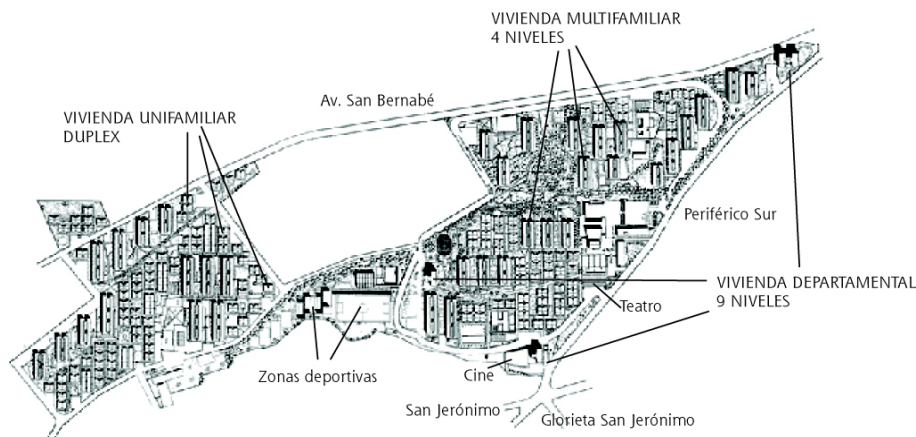 VIVIENDA MULTIFAMILIAR
4 NIVELES
Av. San Bernabé
VIVIENDA UNIFAMILIAR
DUPLEX
Periférico Sur
VIVIENDA DEPARTAMENTAL
9 NIVELES
Teatro
Zonas deportivas
Cine
San Jerónimo
Glorieta San Jerónimo